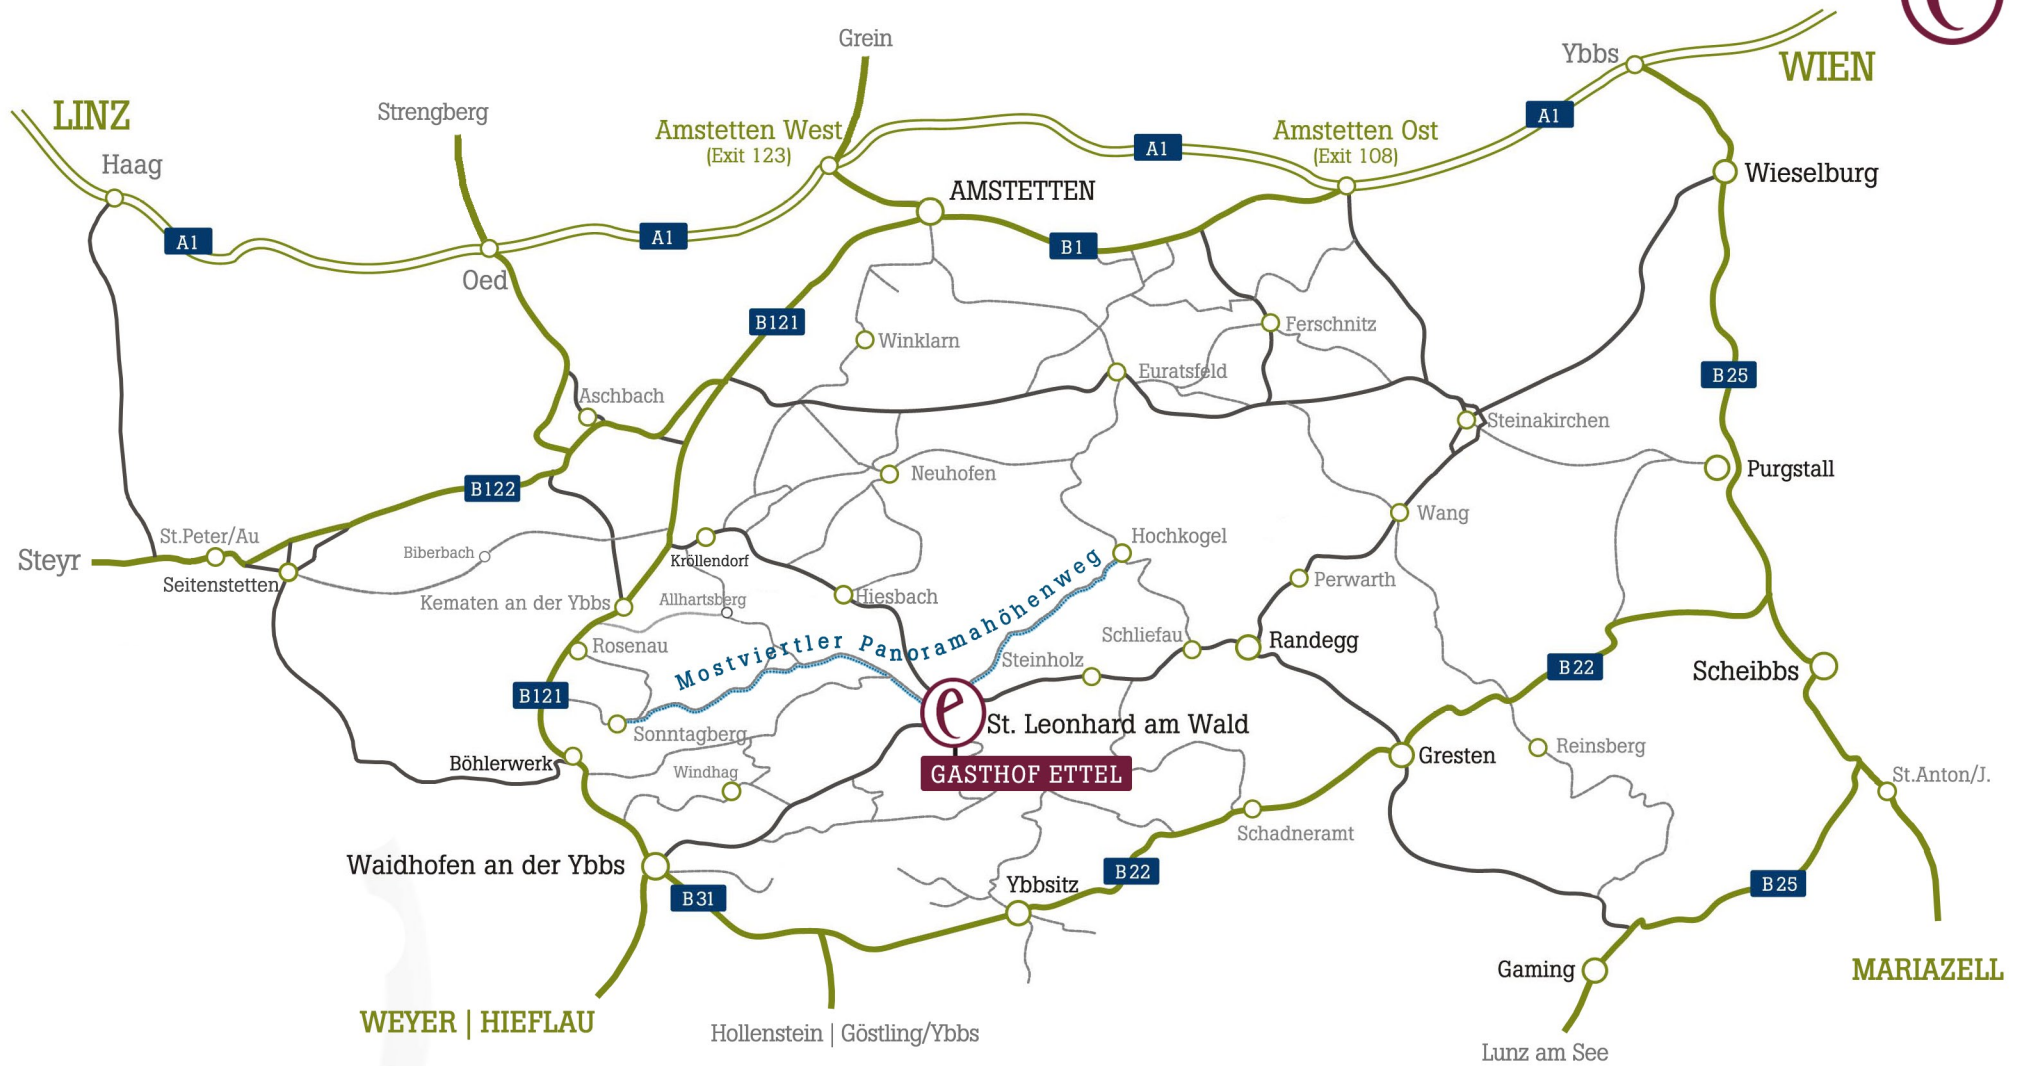 Grein
Ybbs
WIEN
LINZ
Strengberg
Amstetten West
(Exit 123)
A1
Amstetten Ost
(Exit 108)
A1
Haag
AMSTETTEN
Wieselburg
A1
A1
B1
Oed
B121
Winklarn
Ferschnitz
Euratsfeld
B25
Aschbach
Steinakirchen
Neuhofen
Purgstall
B122
Wang
St.Peter/Au
Steyr
Biberbach
Kröllendorf
Hochkogel
Seitenstetten
Perwarth
Kematen an der Ybbs
Allhartsberg
Hiesbach
Rosenau
Mostviertler Panoramahöhenweg
Schliefau
Randegg
Steinholz
B22
Scheibbs
B121
e
St. Leonhard am Wald
Sonntagberg
Böhlerwerk
Windhag
GASTHOF ETTEL
Gresten
Reinsberg
St.Anton/J.
Schadneramt
Waidhofen an der Ybbs
B31
Ybbsitz
B22
B25
Gaming
MARIAZELL
WEYER | HIEFLAU
Hollenstein | Göstling/Ybbs
Lunz am See